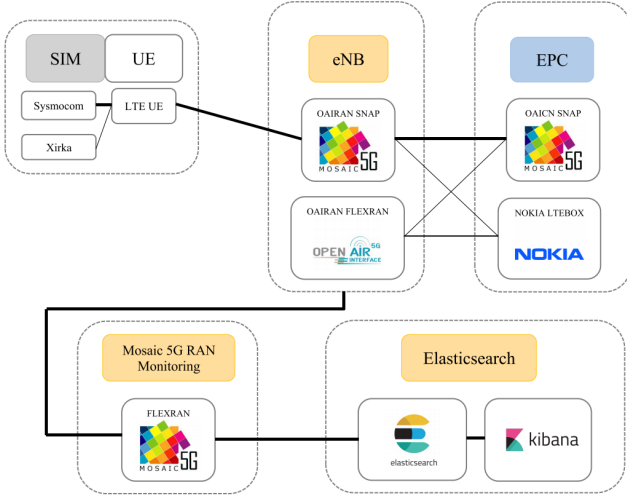 SIM
UE
Sysmocom
LTE UE
Xirka
eNB
EPC
OAIRAN SNAP
MOSAIC 5G
OAICN SNAP
MOSAIC 5G
OAIRAN FLEXRAN
OPEN AIR 5G
INTERFACE
NOKIA LTEBOX
NOKIA
Mosaic 5G RAN
Monitoring
Elasticsearch
FLEXRAN
MOSAIC 5G
elasticsearch
kibana